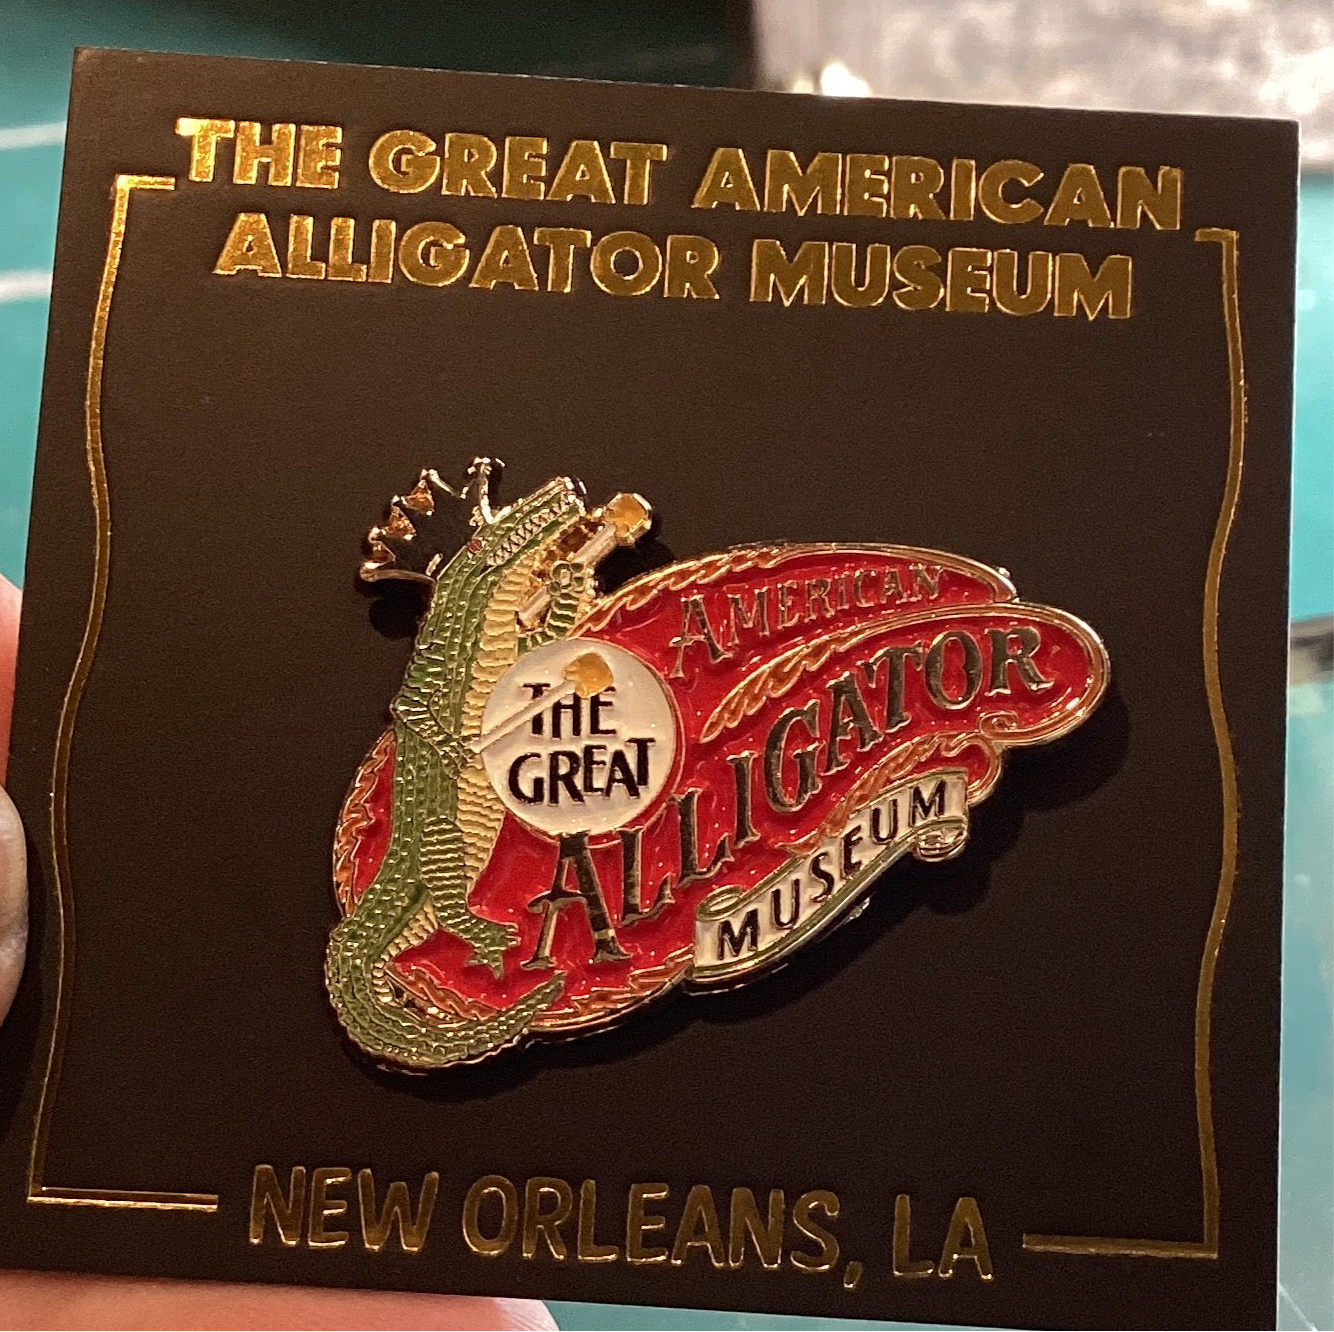 THE GREAT AMERICAN
ALLIGATOR MUSEUM
THE
GREAT
AMERICAN
ALLIGATOR
MUSEUM
NEW ORLEANS, LA